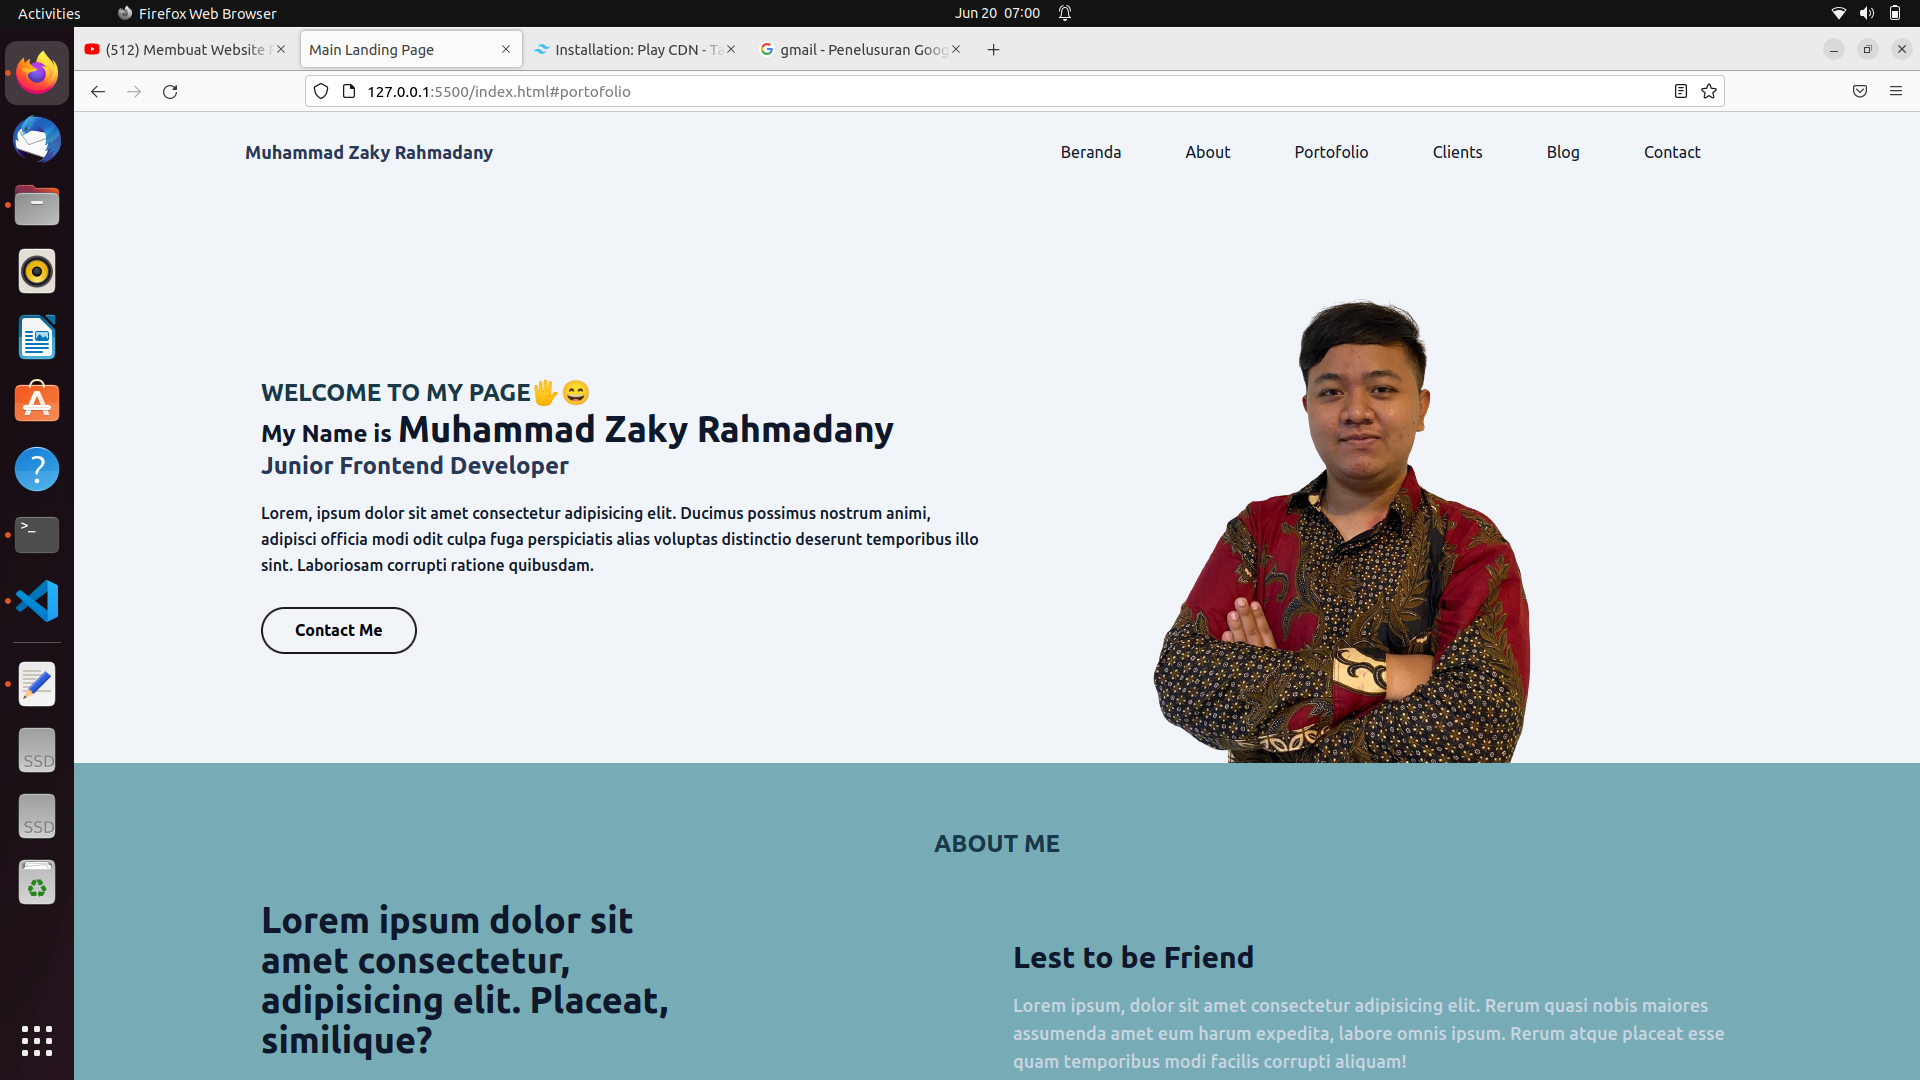 Activities
Firefox Web Browser
Jun 20 07:00
(512) Membuat Website
Main Landing Page
Installation: Play CDN - Ta
gmail - Penelusuran Goog
127.0.0.1:5500/index.html#portofolio
Muhammad Zaky Rahmadany
Beranda
About
Portofolio
Clients
Blog
Contact
WELCOME TO MY PAGE🖐😄
My Name is Muhammad Zaky Rahmadany
Junior Frontend Developer
Lorem, ipsum dolor sit amet consectetur adipisicing elit. Ducimus possimus nostrum animi,
adipisci officia modi odit culpa fuga perspiciatis alias voluptas distinctio deserunt temporibus illo
sint. Laboriosam corrupti ratione quibusdam.
Contact Me
SSD
SSD
ABOUT ME
Lorem ipsum dolor sit
amet consectetur,
adipisicing elit. Placeat,
similique?
Lest to be Friend
Lorem ipsum, dolor sit amet consectetur adipisicing elit. Rerum quasi nobis maiores
assumenda amet eum harum expedita, labore omnis ipsum. Rerum atque placeat esse
quam temporibus modi facilis corrupti aliquam!